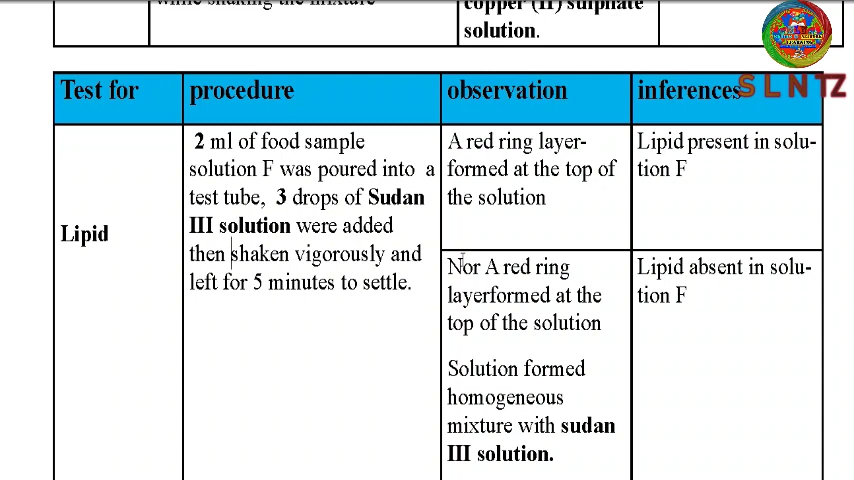 while shaking the mixture
copper (II) sulphate
solution.
S L N TZ
Test for
procedure
observation
inferences
Lipid
2 ml of food sample
solution F was poured into a
test tube, 3 drops of Sudan
III solution were added
then shaken vigorously and
left for 5 minutes to settle.
A red ring layer-
formed at the top of
the solution
Lipid present in solu-
tion F
Nor A red ring
layerformed at the
top of the solution
Solution formed
homogeneous
mixture with sudan
III solution.
Lipid absent in solu-
tion F